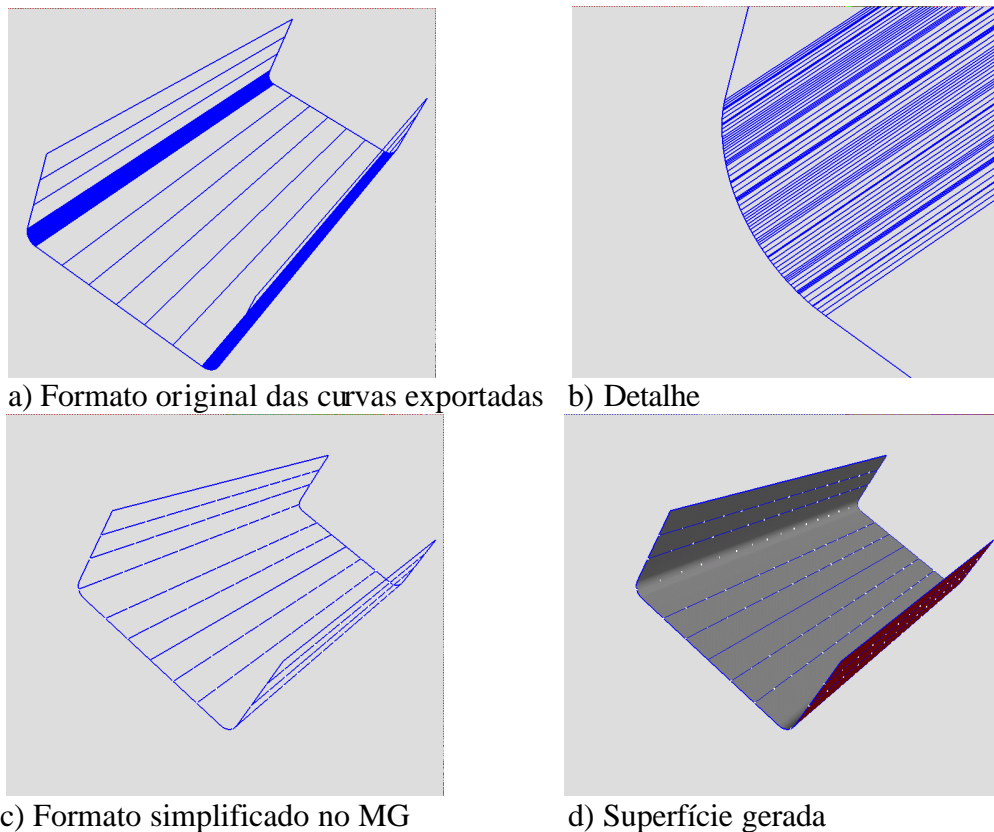 a) Formato original das curvas exportadas
b) Detalhe
c) Formato simplificado no MG
d) Superfície gerada